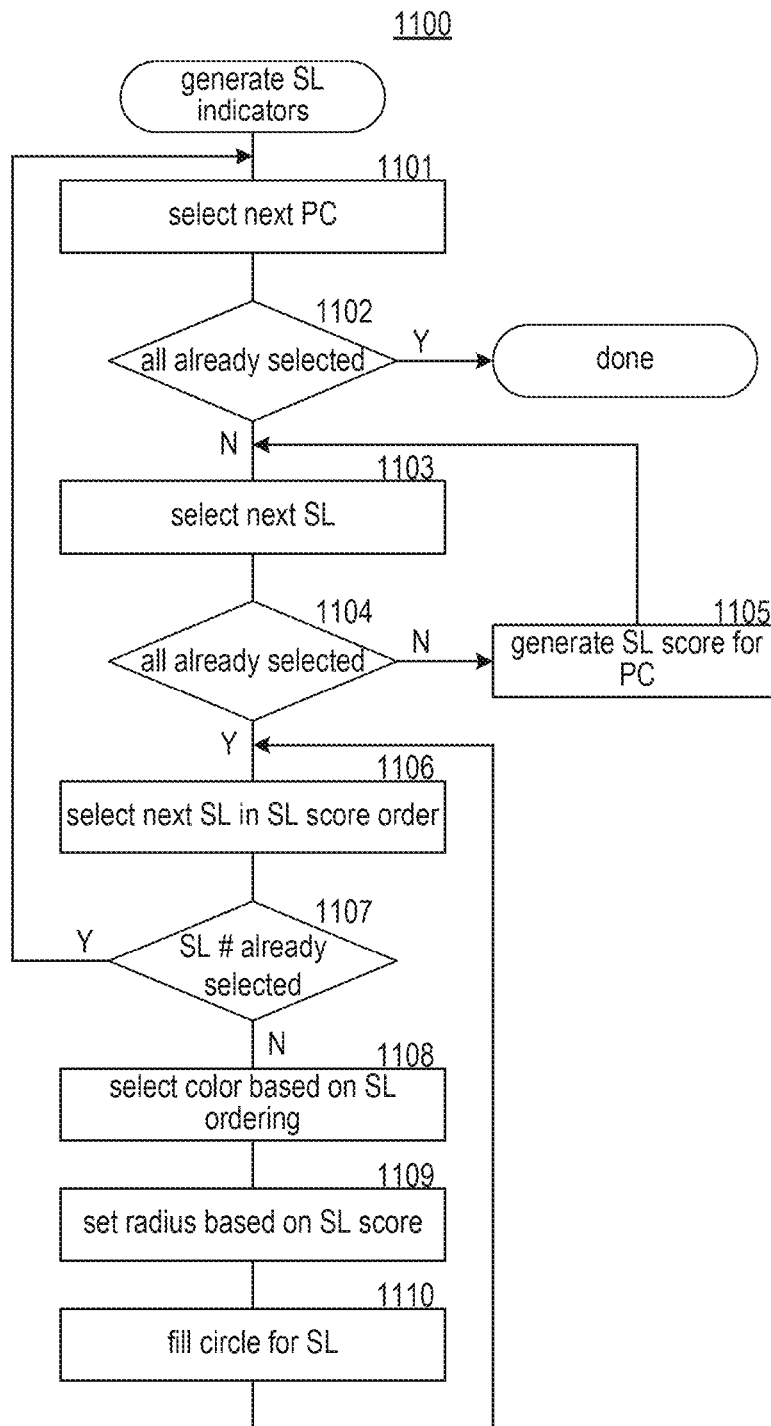 1100
generate SL
indicators
1101
select next PC
1102
all already selected
Y
done
N
1103
select next SL
1104
all already selected
N
1105
generate SL score for
PC
Y
1106
select next SL in SL score order
1107
Y
SL # already
selected
N
1108
select color based on SL
ordering
1109
set radius based on SL score
1110
fill circle for SL